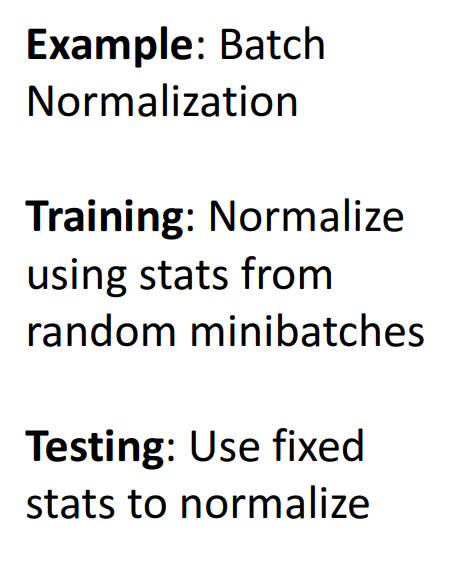 Example: Batch
Normalization
Training: Normalize
using stats from
random minibatches
Testing: Use fixed
stats to normalize